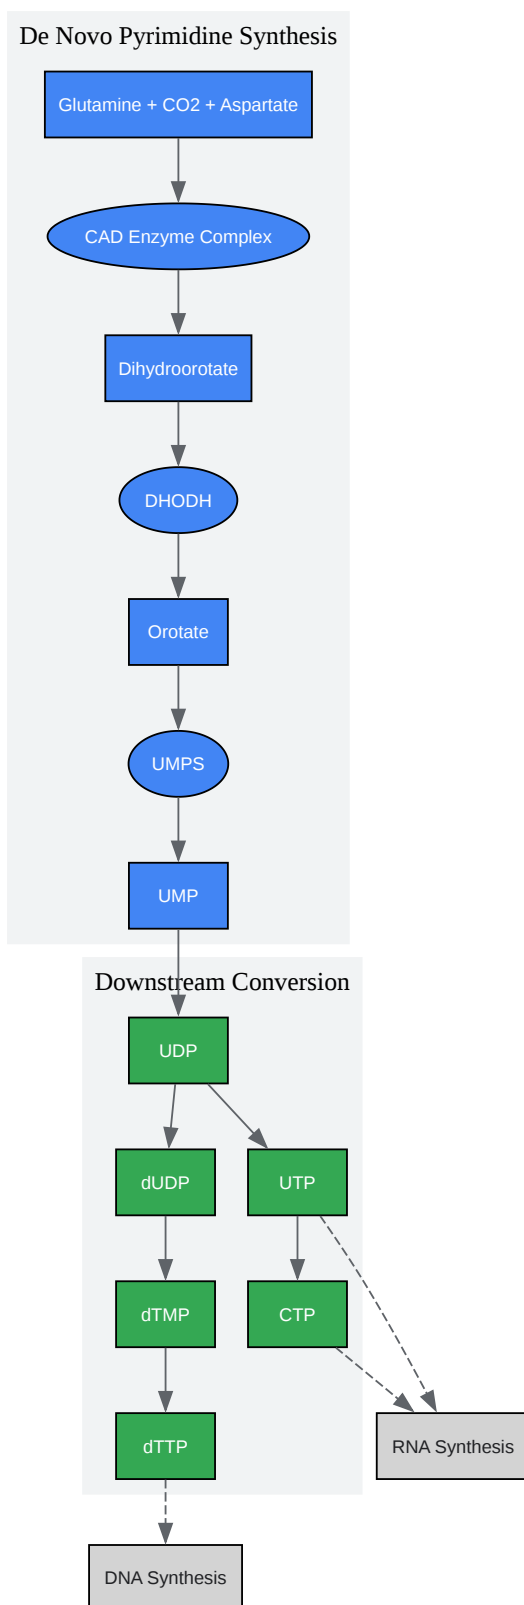 De Novo Pyrimidine Synthesis
Glutamine + CO2 + Aspartate
CAD Enzyme Complex
Dihydroorotate
DHODH
Orotate
UMPS
UMP
Downstream Conversion
UDP
dUDP
UTP
dTMP
CTP
dTTP
RNA Synthesis
DNA Synthesis